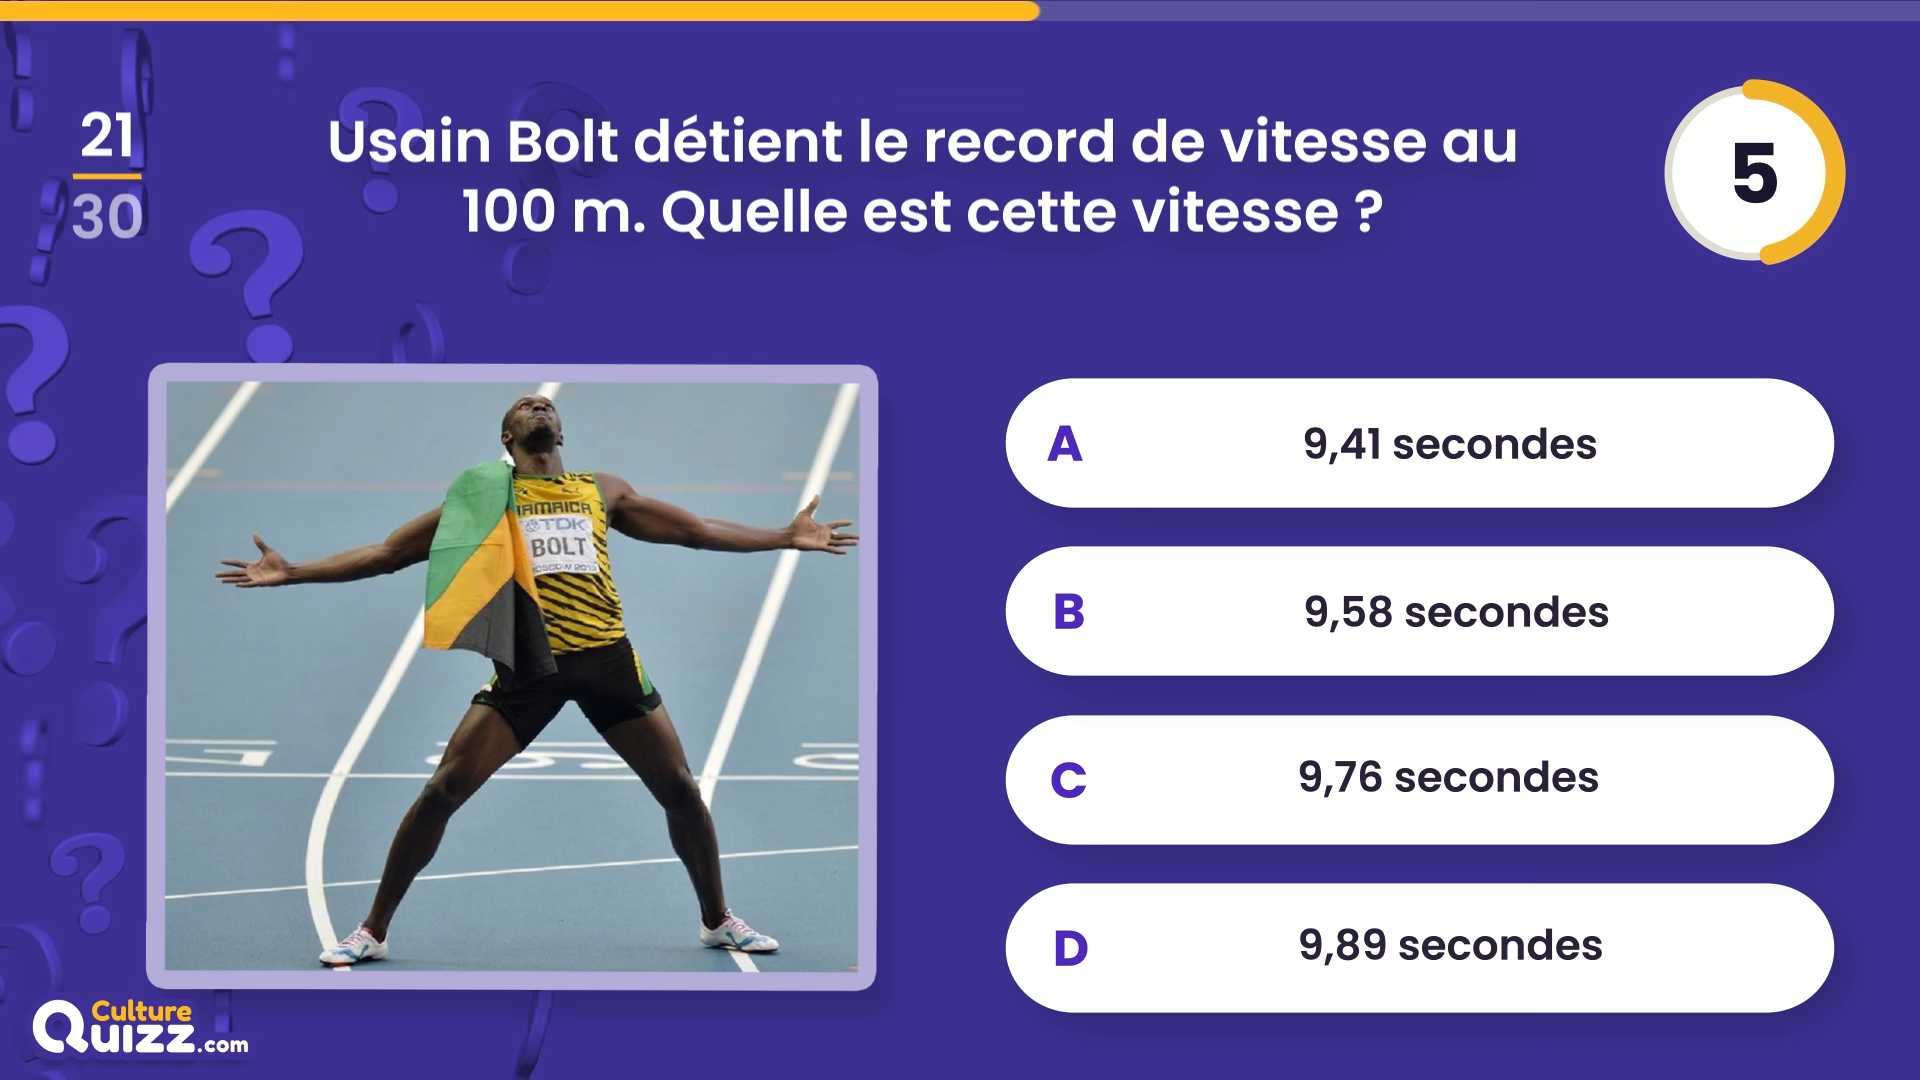 21
30
Usain Bolt détient le record de vitesse au
100 m. Quelle est cette vitesse ?
5
JAMAICA
TDK
BOLT
MOSCOW 2013
A
9,41 secondes
B
9,58 secondes
C
9,76 secondes
D
9,89 secondes
Culture
Quizz.com